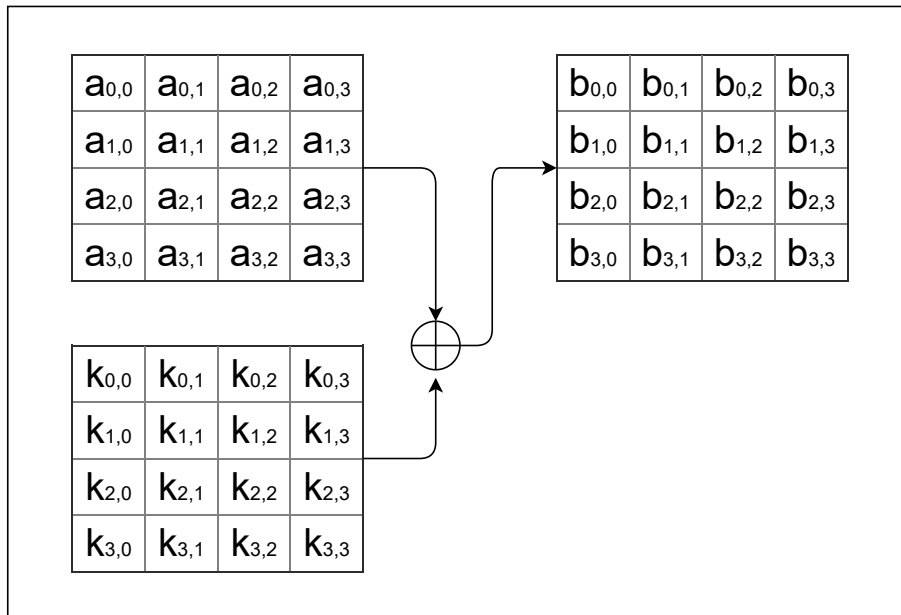 a0,0 a0,1 a0,2 a0,3
a1,0 a1,1 a1,2 a1,3
a2,0 a2,1 a2,2 a2,3
a3,0 a3,1 a3,2 a3,3
b0,0 b0,1 b0,2 b0,3
b1,0 b1,1 b1,2 b1,3
b2,0 b2,1 b2,2 b2,3
b3,0 b3,1 b3,2 b3,3
k0,0 k0,1 k0,2 k0,3
k1,0 k1,1 k1,2 k1,3
k2,0 k2,1 k2,2 k2,3
k3,0 k3,1 k3,2 k3,3